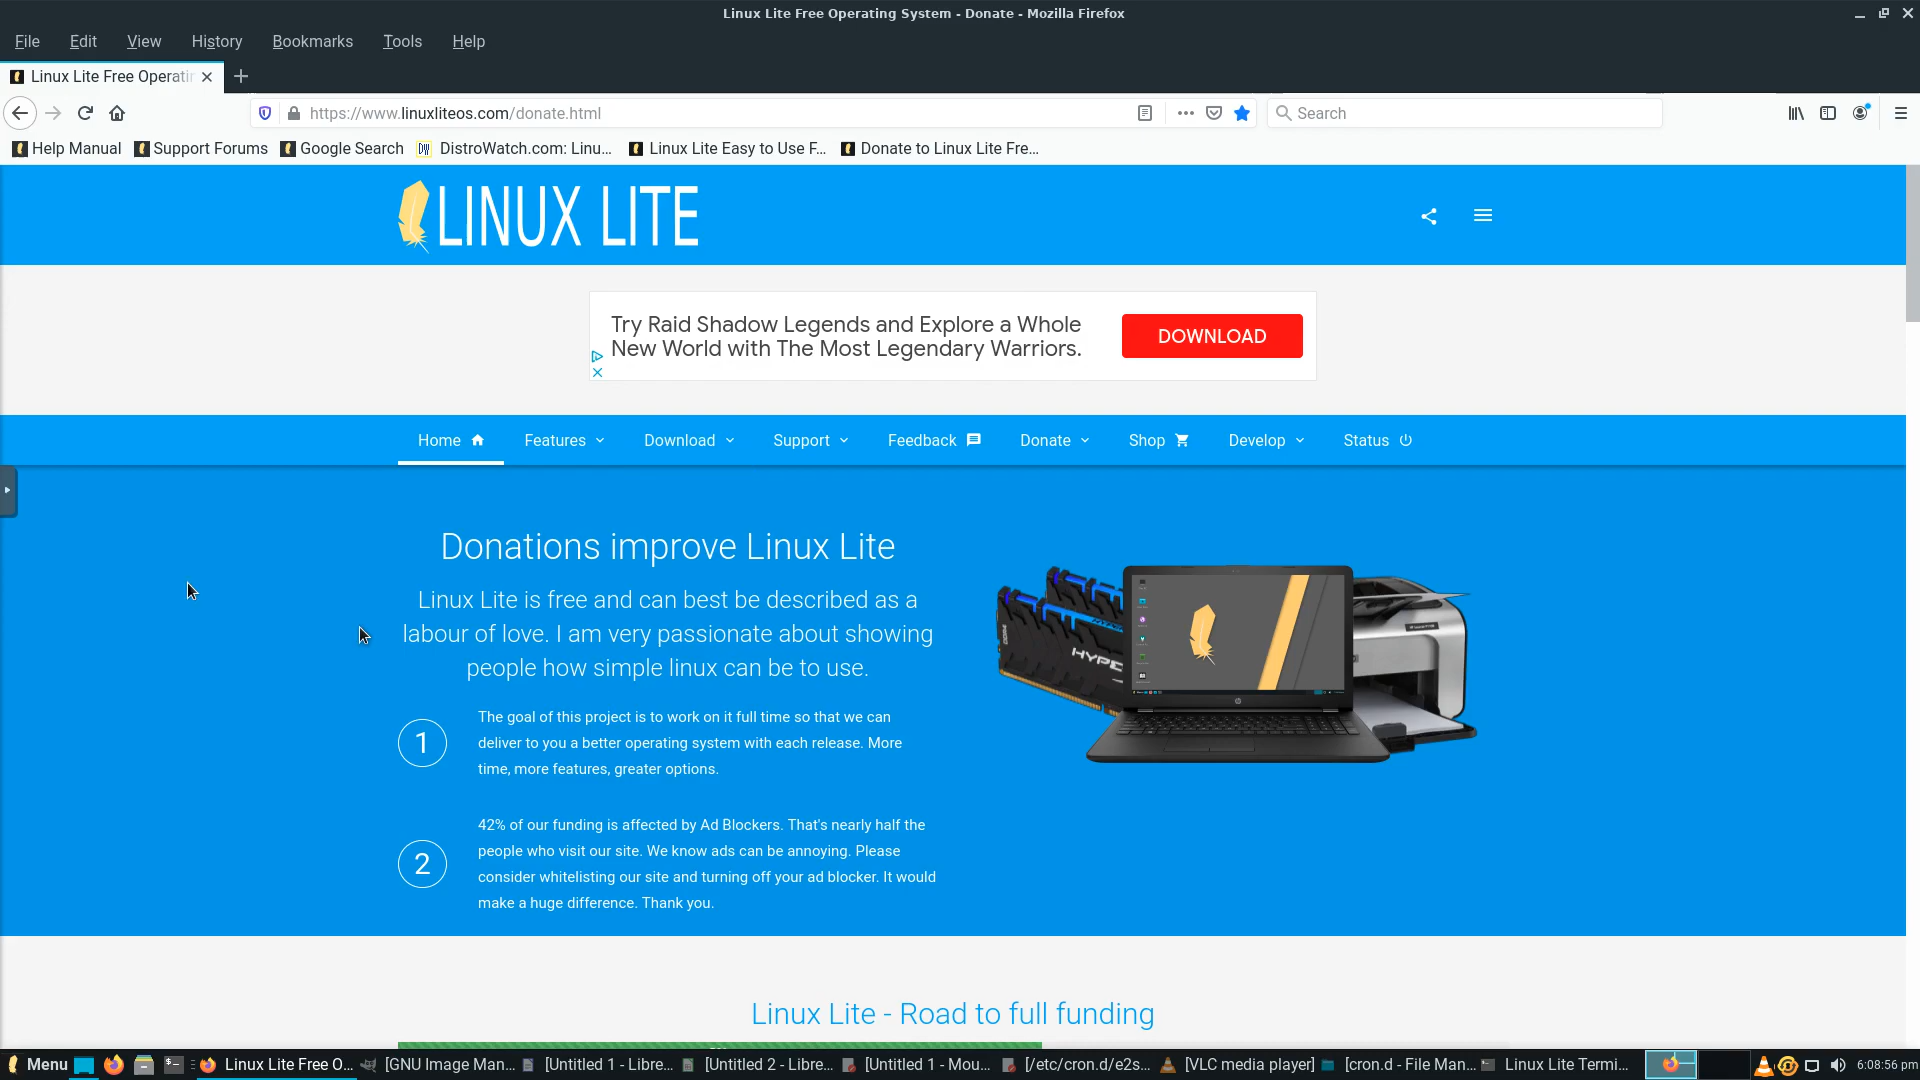 Linux Lite Free Operating System - Donate - Mozilla Firefox
File Edit View History Bookmarks Tools Help
Linux Lite Free Operatin
https://www.linuxliteos.com/donate.html
Search
Help Manual Support Forums Google Search DistroWatch.com: Linu... Linux Lite Easy to Use F... Donate to Linux Lite Fre...
LINUX LITE
Try Raid Shadow Legends and Explore a Whole
New World with The Most Legendary Warriors.
DOWNLOAD
Home Features Download Support Feedback Donate Shop Develop Status
Donations improve Linux Lite
Linux Lite is free and can best be described as a
labour of love. I am very passionate about showing
people how simple linux can be to use.
1
The goal of this project is to work on it full time so that we can
deliver to you a better operating system with each release. More
time, more features, greater options.
2
42% of our funding is affected by Ad Blockers. That's nearly half the
people who visit our site. We know ads can be annoying. Please
consider whitelisting our site and turning off your ad blocker. It would
make a huge difference. Thank you.
Linux Lite - Road to full funding
Menu Linux Lite Free O... [GNU Image Man... [Untitled 1 - Libre... [Untitled 2 - Libre... [Untitled 1 - Mou... [/etc/cron.d/e2s... [VLC media player] [cron.d - File Man... Linux Lite Termi... 6:08:56 pm